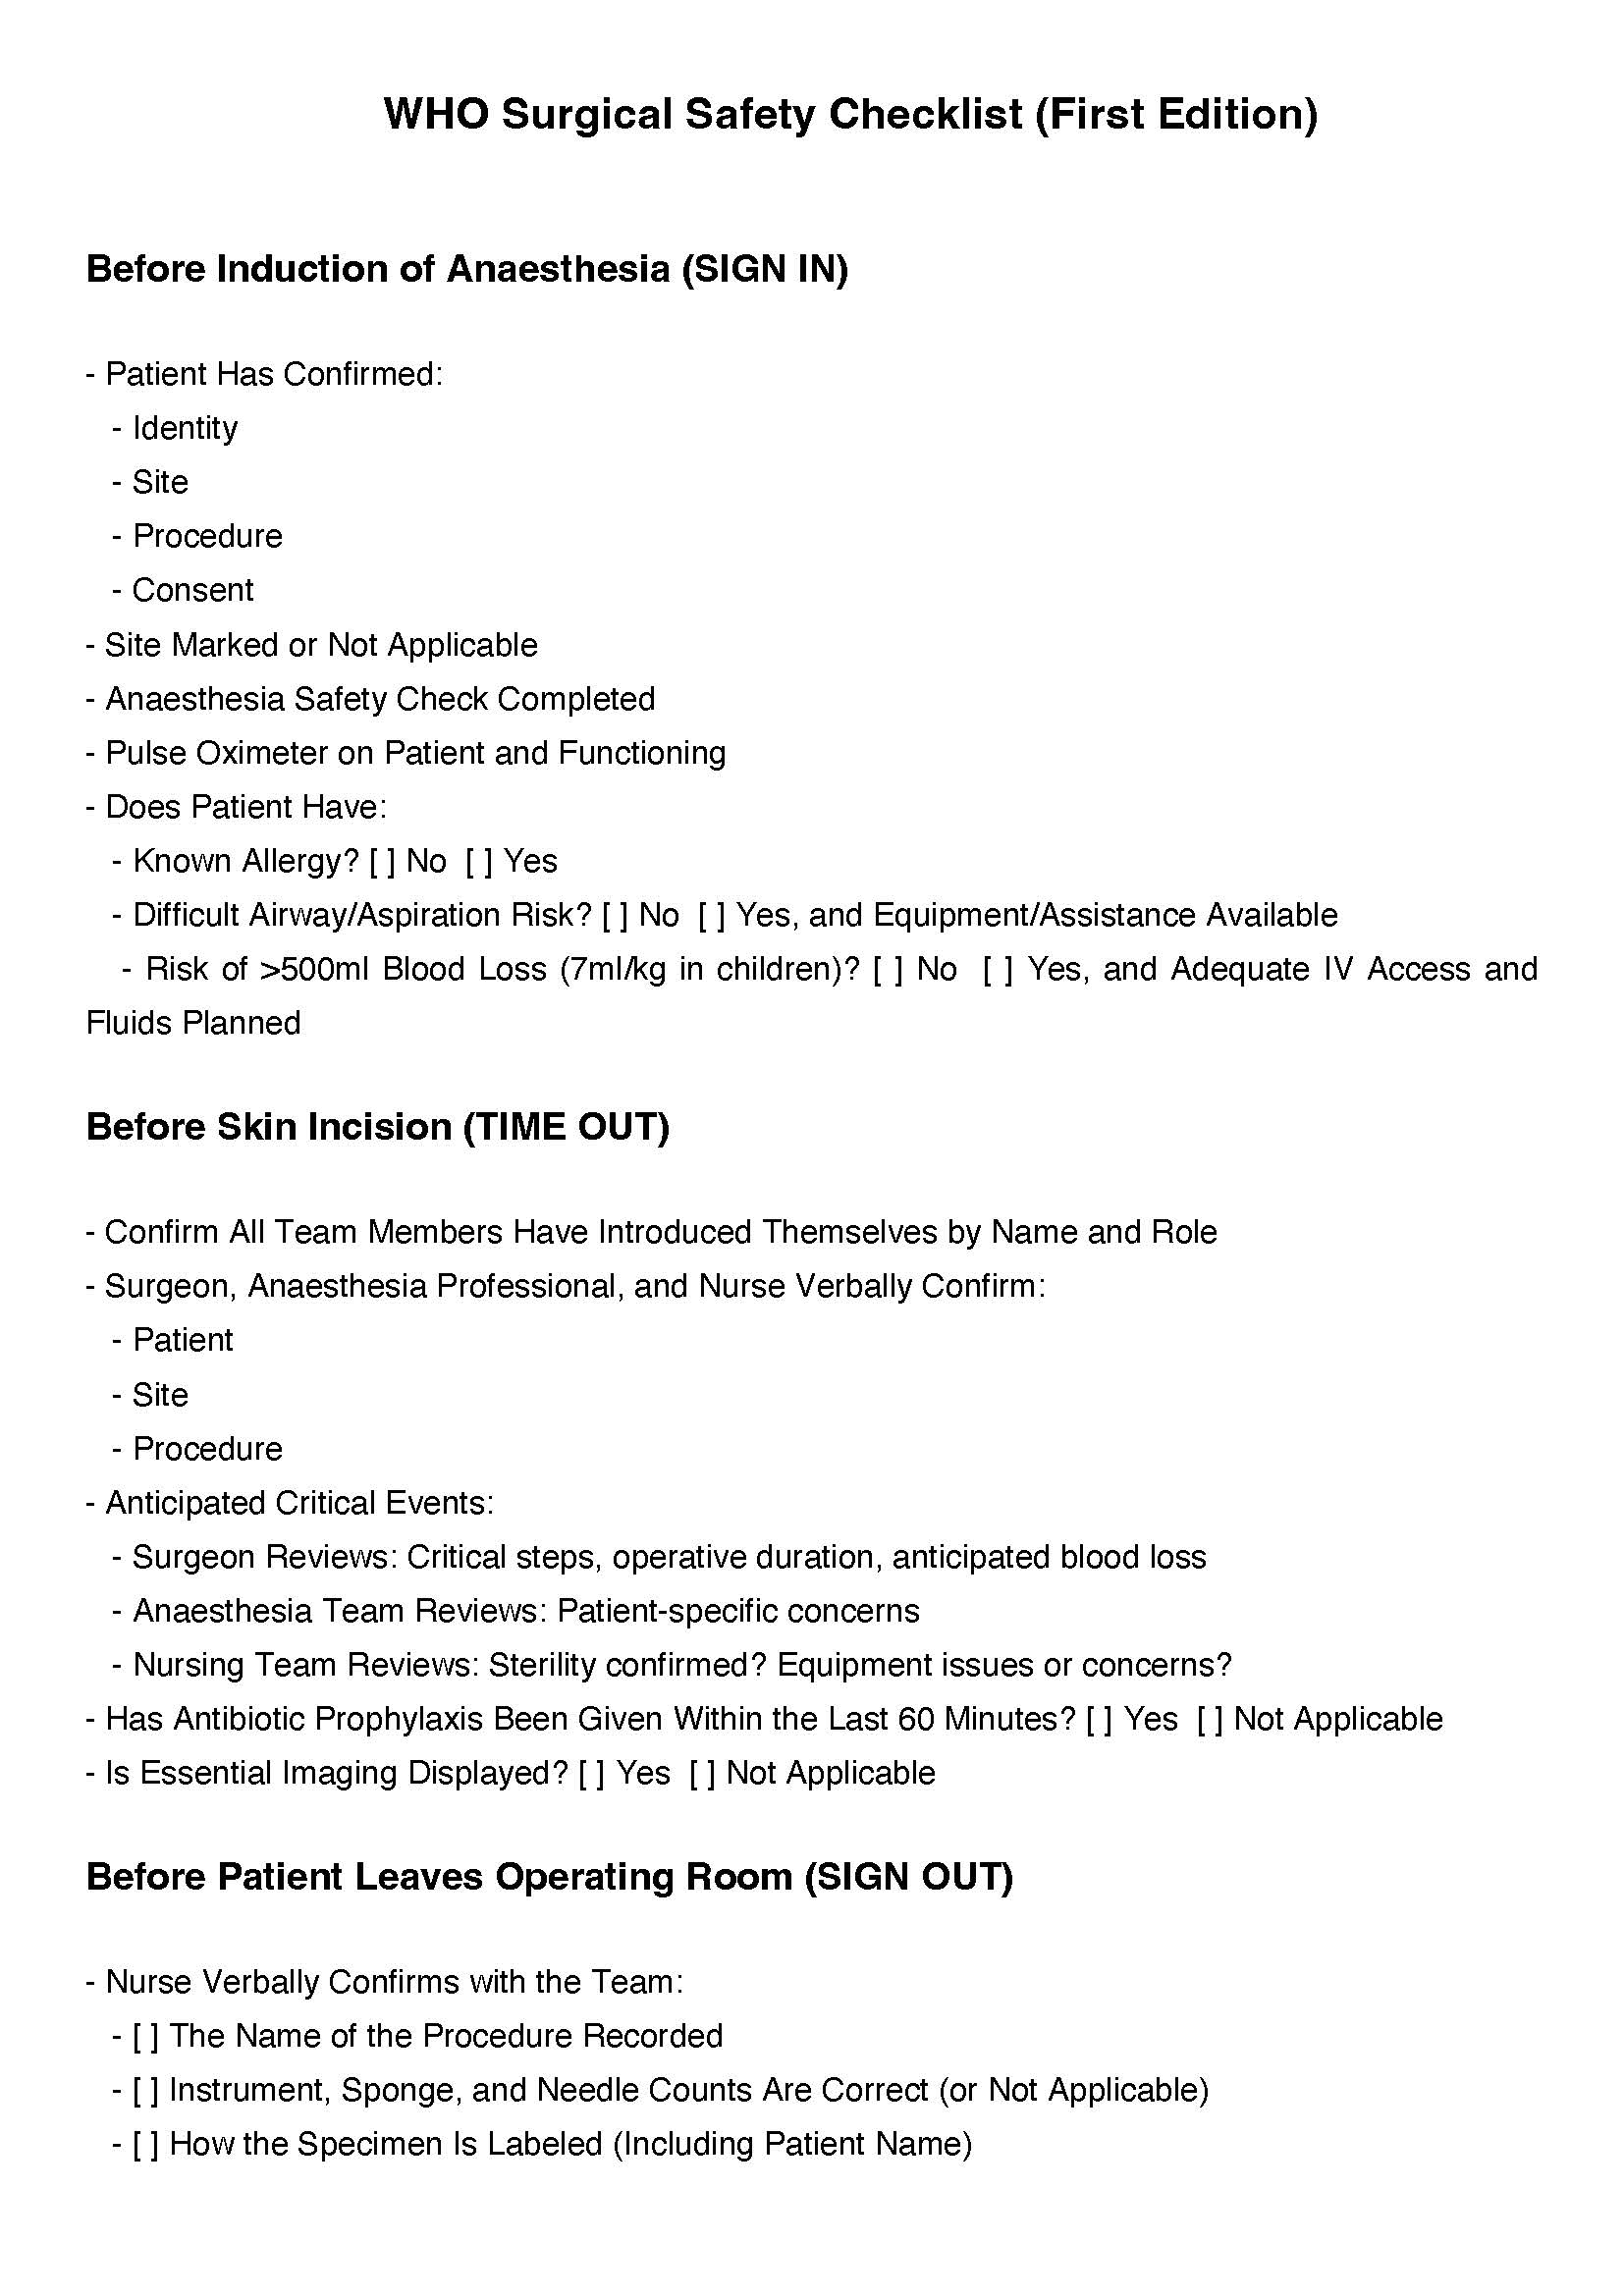 WHO Surgical Safety Checklist (First Edition)
Before Induction of Anaesthesia (SIGN IN)
- Patient Has Confirmed:
- Identity
- Site
- Procedure
- Consent
- Site Marked or Not Applicable
- Anaesthesia Safety Check Completed
- Pulse Oximeter on Patient and Functioning
- Does Patient Have:
- Known Allergy? [ ] No [ ] Yes
- Difficult Airway/Aspiration Risk? [ ] No [ ] Yes, and Equipment/Assistance Available
- Risk of >500ml Blood Loss (7ml/kg in children)? [ ] No [ ] Yes, and Adequate IV Access and
Fluids Planned
Before Skin Incision (TIME OUT)
- Confirm All Team Members Have Introduced Themselves by Name and Role
- Surgeon, Anaesthesia Professional, and Nurse Verbally Confirm:
- Patient
- Site
- Procedure
- Anticipated Critical Events:
- Surgeon Reviews: Critical steps, operative duration, anticipated blood loss
- Anaesthesia Team Reviews: Patient-specific concerns
- Nursing Team Reviews: Sterility confirmed? Equipment issues or concerns?
- Has Antibiotic Prophylaxis Been Given Within the Last 60 Minutes? [ ] Yes [ ] Not Applicable
- Is Essential Imaging Displayed? [ ] Yes [ ] Not Applicable
Before Patient Leaves Operating Room (SIGN OUT)
- Nurse Verbally Confirms with the Team:
- [ ] The Name of the Procedure Recorded
- [ ] Instrument, Sponge, and Needle Counts Are Correct (or Not Applicable)
- [ ] How the Specimen Is Labeled (Including Patient Name)